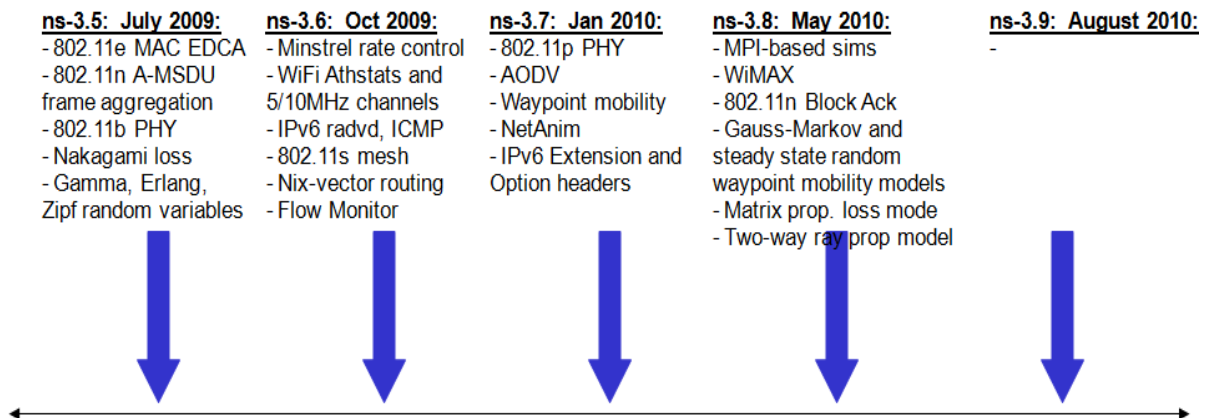 ns-3.5: July 2009:
- 802.11e MAC EDCA
- 802.11n A-MSDU
frame aggregation
- 802.11b PHY
- Nakagami loss
- Gamma, Erlang,
Zipf random variables
ns-3.6: Oct 2009:
- Minstrel rate control
- WiFi Athstats and
5/10MHz channels
- IPv6 radvd, ICMP
- 802.11s mesh
- Nix-vector routing
- Flow Monitor
ns-3.7: Jan 2010:
- 802.11p PHY
- AODV
- Waypoint mobility
- NetAnim
- IPv6 Extension and
Option headers
ns-3.8: May 2010:
- MPI-based sims
- WiMAX
- 802.11n Block Ack
- Gauss-Markov and
steady state random
waypoint mobility models
- Matrix prop. loss mode
- Two-way ray prop model
ns-3.9: August 2010:
-